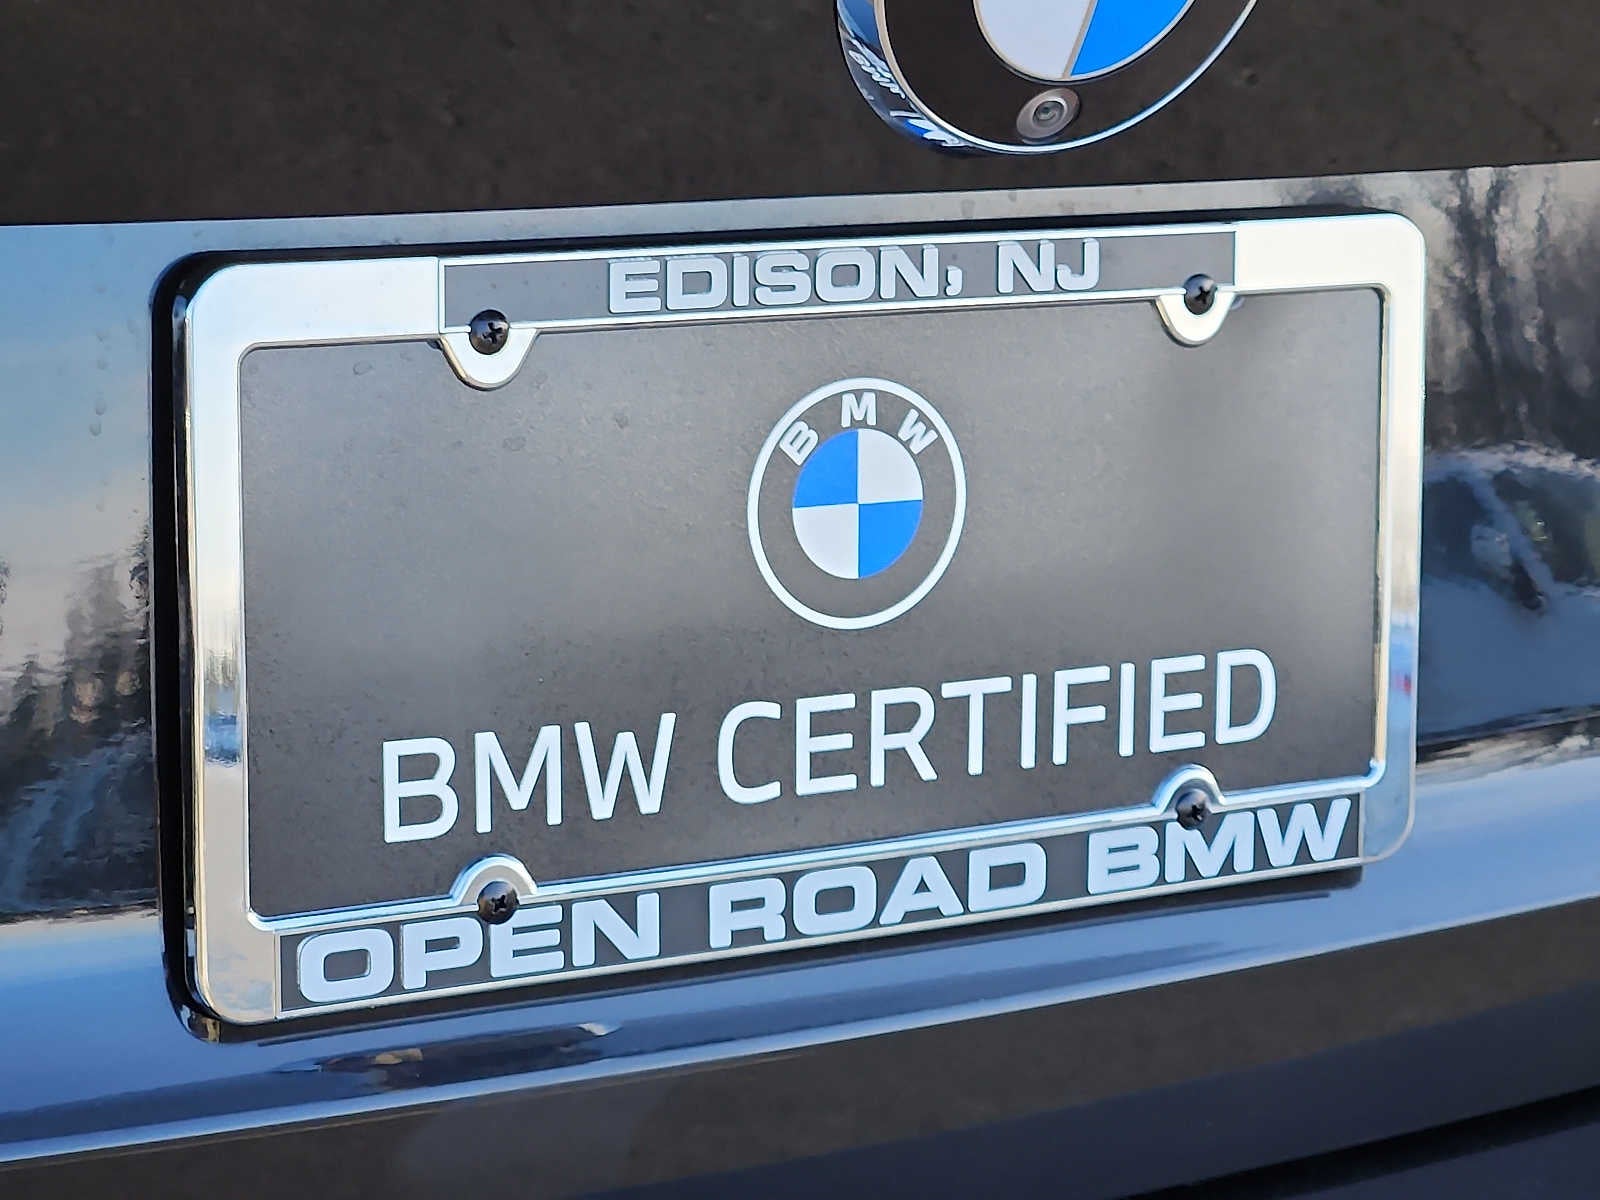 EDISON, NJ
BMW
BMW CERTIFIED
OPEN ROAD BMW